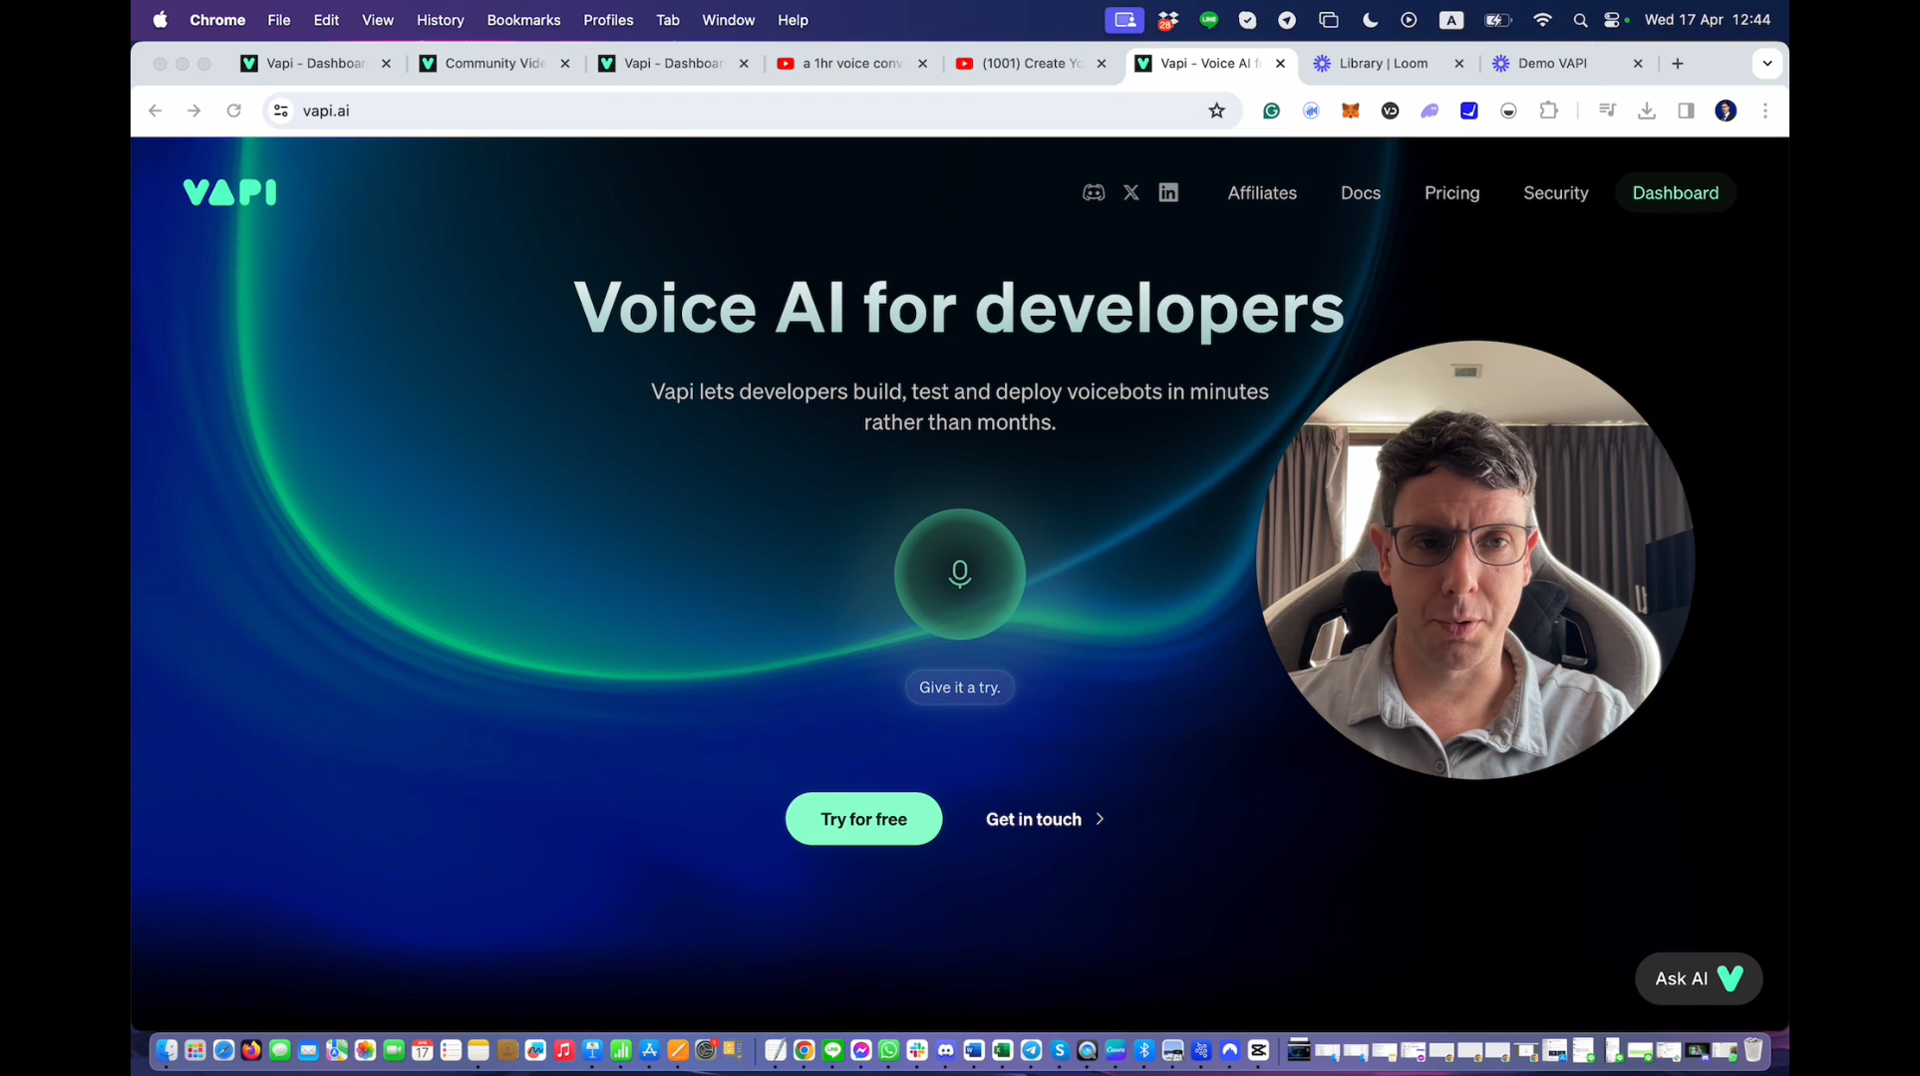 Chrome File Edit View History Bookmarks Profiles Tab Window Help 28 LINE A Wed 17 Apr 12:44
Vapi - Dashboar Community Vide Vapi - Dashboar a 1hr voice conv (1001) Create Yo Vapi - Voice AI f Library | Loom Demo VAPI
vapi.ai
VAPI Affiliates Docs Pricing Security Dashboard
Voice AI for developers
Vapi lets developers build, test and deploy voicebots in minutes
rather than months.
Give it a try.
Try for free Get in touch
Ask AI
17